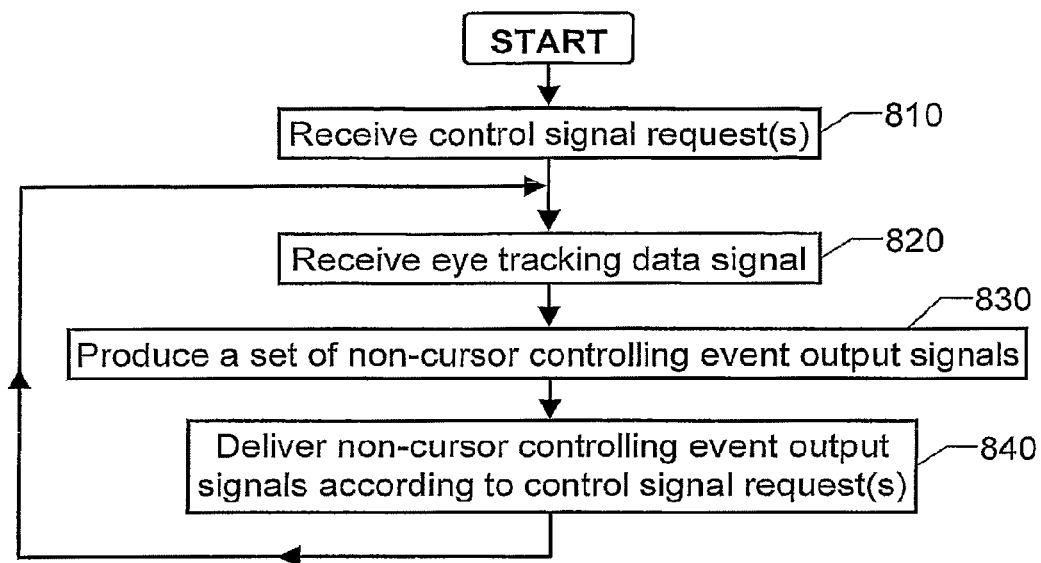 START
Receive control signal request(s)
810
Receive eye tracking data signal
820
830
Produce a set of non-cursor controlling event output signals
Deliver non-cursor controlling event output
signals according to control signal request(s)
840